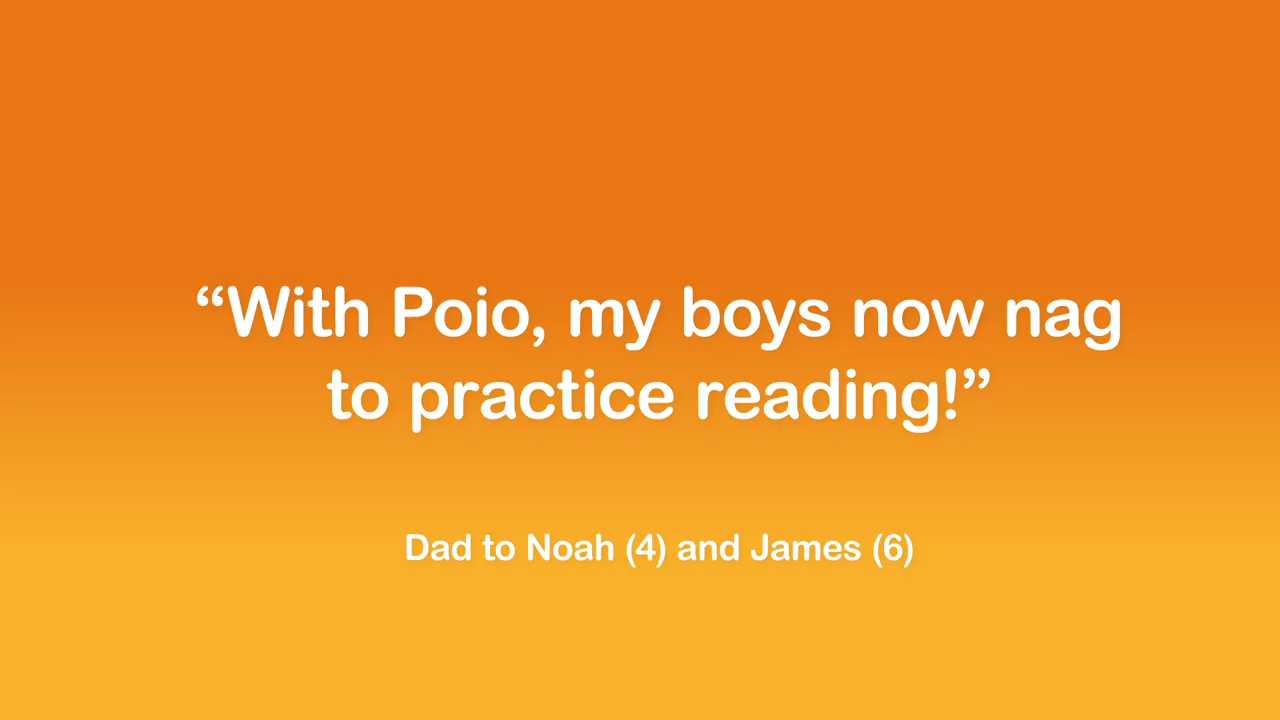 “With Poio, my boys now nag
to practice reading!”
Dad to Noah (4) and James (6)